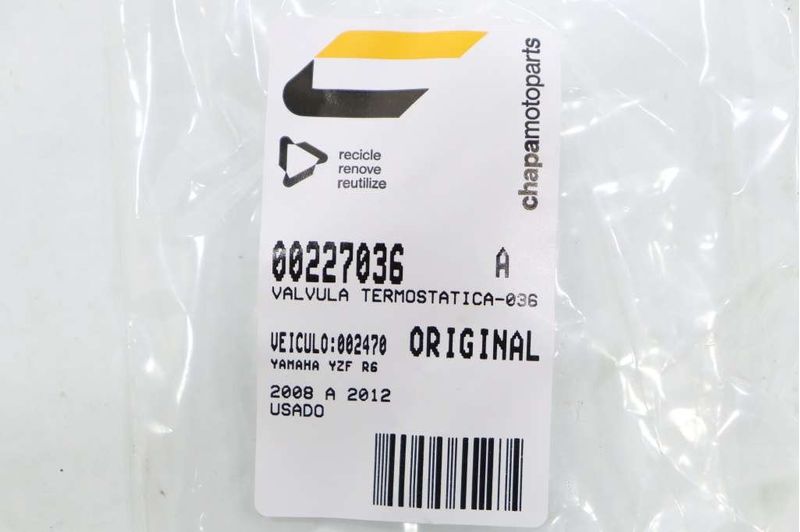 chapamotoparts
recicle
renove
reutilize
00227036 A
VALVULA TERMOSTATICA-036
VEICULO:002470 ORIGINAL
YAMAHA YZF R6
2008 A 2012
USADO